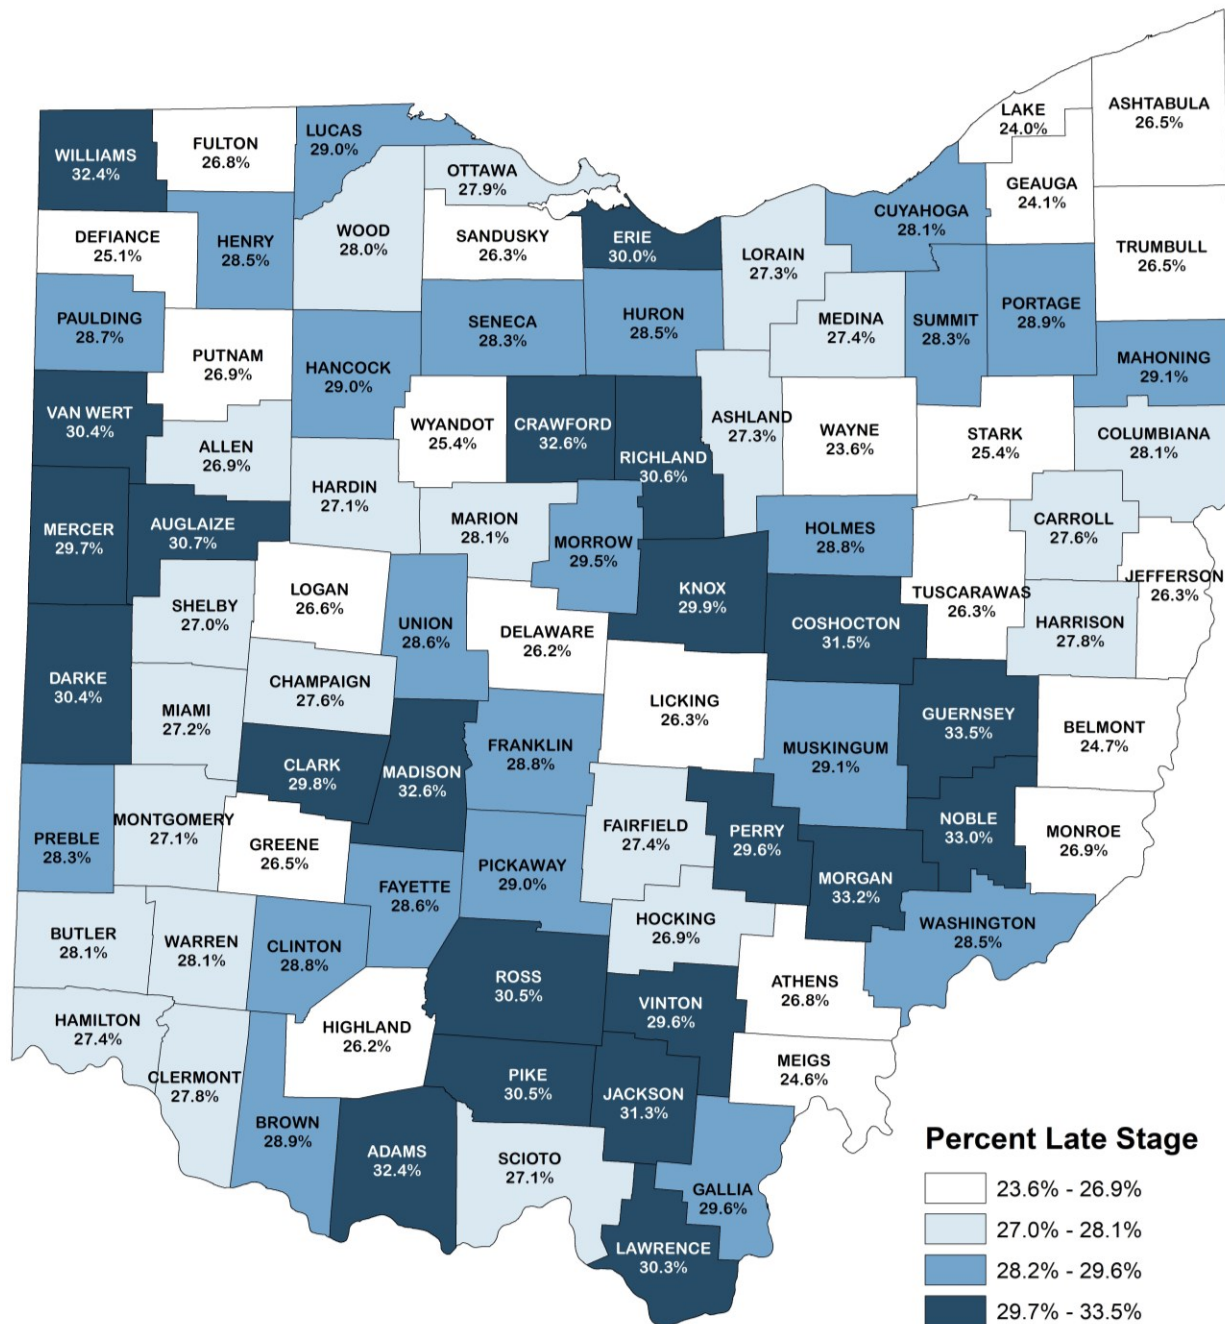 LAKE
24.0%
ASHTABULA
26.5%
WILLIAMS
32.4%
FULTON
26.8%
LUCAS
29.0%
OTTAWA
27.9%
GEAUGA
24.1%
CUYAHOGA
28.1%
DEFIANCE
25.1%
HENRY
28.5%
WOOD
28.0%
SANDUSKY
26.3%
ERIE
30.0%
LORAIN
27.3%
TRUMBULL
26.5%
PAULDING
28.7%
PUTNAM
26.9%
HANCOCK
29.0%
SENECA
28.3%
HURON
28.5%
MEDINA
27.4%
SUMMIT
28.3%
PORTAGE
28.9%
MAHONING
29.1%
VAN WERT
30.4%
ALLEN
26.9%
WYANDOT
25.4%
CRAWFORD
32.6%
RICHLAND
30.6%
ASHLAND
27.3%
WAYNE
23.6%
STARK
25.4%
COLUMBIANA
28.1%
MERCER
29.7%
AUGLAIZE
30.7%
HARDIN
27.1%
MARION
28.1%
MORROW
29.5%
HOLMES
28.8%
CARROLL
27.6%
JEFFERSON
26.3%
SHELBY
27.0%
LOGAN
26.6%
UNION
28.6%
DELAWARE
26.2%
KNOX
29.9%
COSHOCTON
31.5%
TUSCARAWAS
26.3%
HARRISON
27.8%
DARKE
30.4%
MIAMI
27.2%
CHAMPAIGN
27.6%
LICKING
26.3%
GUERNSEY
33.5%
BELMONT
24.7%
CLARK
29.8%
MADISON
32.6%
FRANKLIN
28.8%
MUSKINGUM
29.1%
PREBLE
28.3%
MONTGOMERY
27.1%
GREENE
26.5%
FAIRFIELD
27.4%
PERRY
29.6%
NOBLE
33.0%
MONROE
26.9%
FAYETTE
28.6%
PICKAWAY
29.0%
MORGAN
33.2%
BUTLER
28.1%
WARREN
28.1%
CLINTON
28.8%
HOCKING
26.9%
WASHINGTON
28.5%
ROSS
30.5%
VINTON
29.6%
ATHENS
26.8%
HAMILTON
27.4%
HIGHLAND
26.2%
MEIGS
24.6%
CLERMONT
27.8%
PIKE
30.5%
JACKSON
31.3%
BROWN
28.9%
ADAMS
32.4%
SCIOTO
27.1%
GALLIA
29.6%
LAWRENCE
30.3%
Percent Late Stage
23.6% - 26.9%
27.0% - 28.1%
28.2% - 29.6%
29.7% - 33.5%